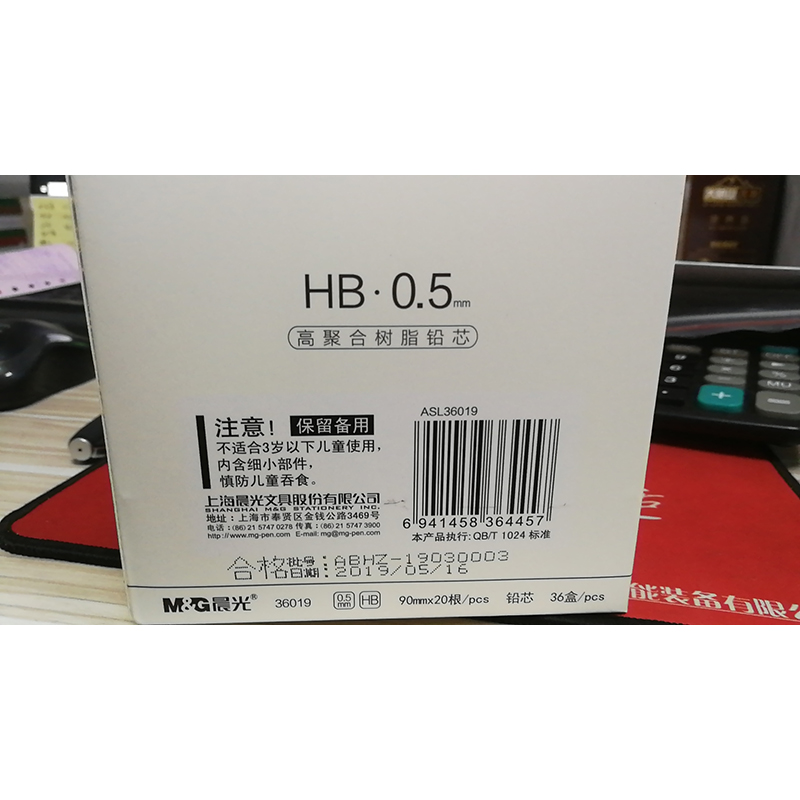 HB·0.5mm
高聚合树脂铅芯
注意! 保留备用
不适合3岁以下儿童使用,
内含细小部件,
慎防儿童吞食。
上海晨光文具股份有限公司
SHANGHAI M&G STATIONERY INC.
地址:上海市奉贤区金钱公路3469号
电话:(86) 21 5747 0278 传真:(86) 21 5747 3900
http://www.mg-pen.com E-mail: mg@mg-pen.com
ASL36019
6 941458 364457
本产品执行: QB/T 1024 标准
合格 批号: ABHZ-19030003
日期: 2019/05/16
M&G晨光® 36019 0.5mm HB 90mmx20根/pcs 铅芯 36盒/pcs
能装备有限公
%
MU
+